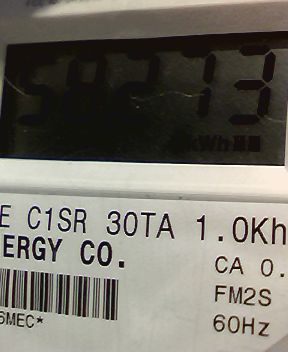 58213
kWh
E C1SR 30TA 1.0Kh
ERGY CO.
CA 0.
FM2S
6MEC*
60Hz